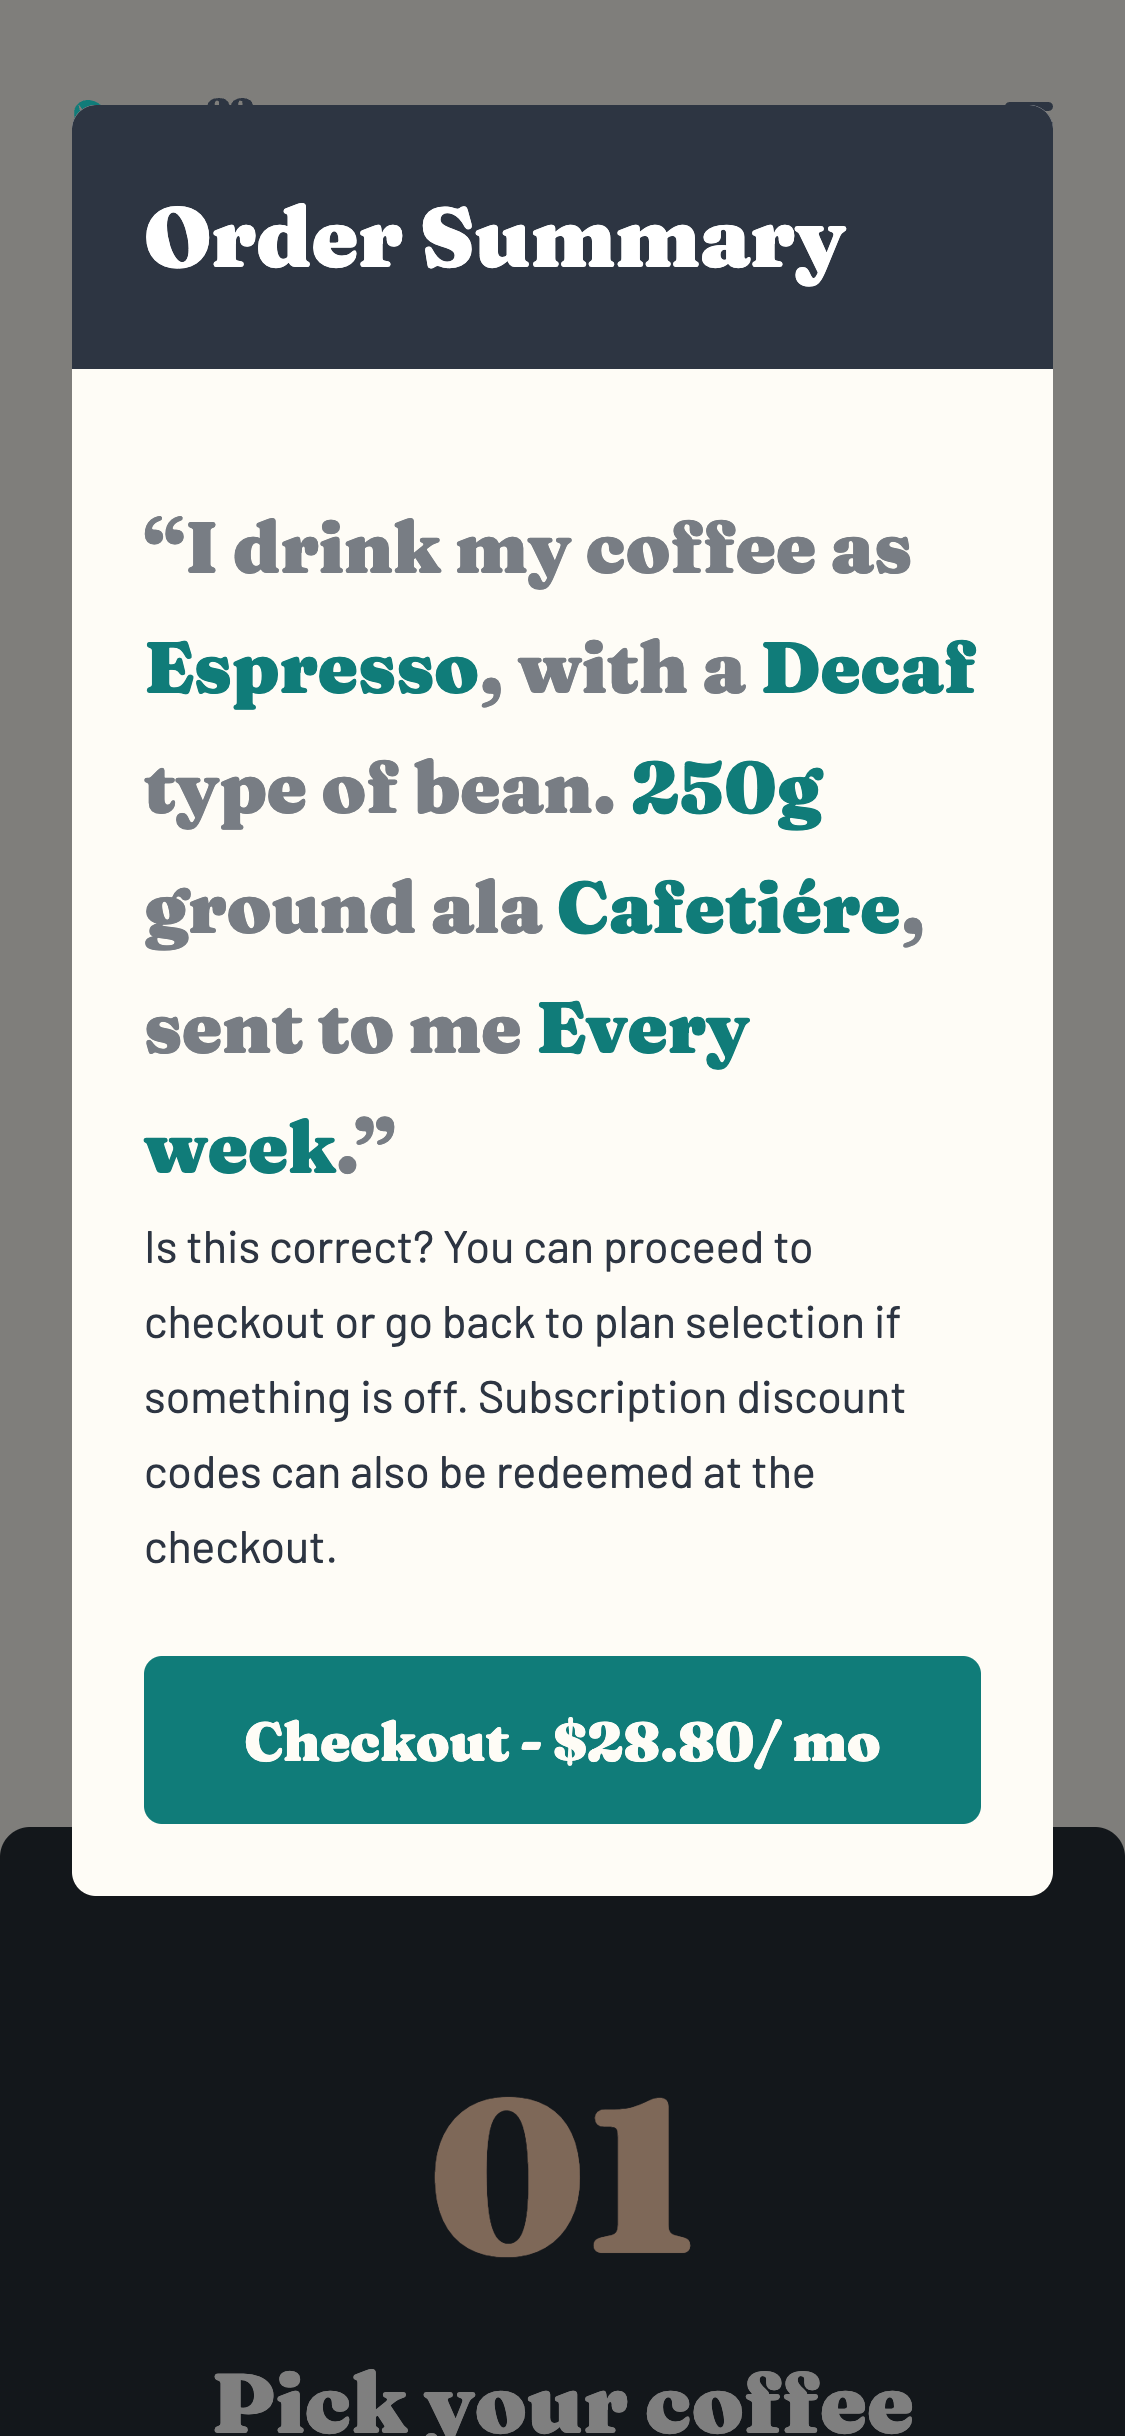 Order Summary
“I drink my coffee as
Espresso, with a Decaf
type of bean. 250g
ground ala Cafetiére,
sent to me Every
week.”
Is this correct? You can proceed to
checkout or go back to plan selection if
something is off. Subscription discount
codes can also be redeemed at the
checkout.
Checkout - $28.80/ mo
01
Pick your coffee